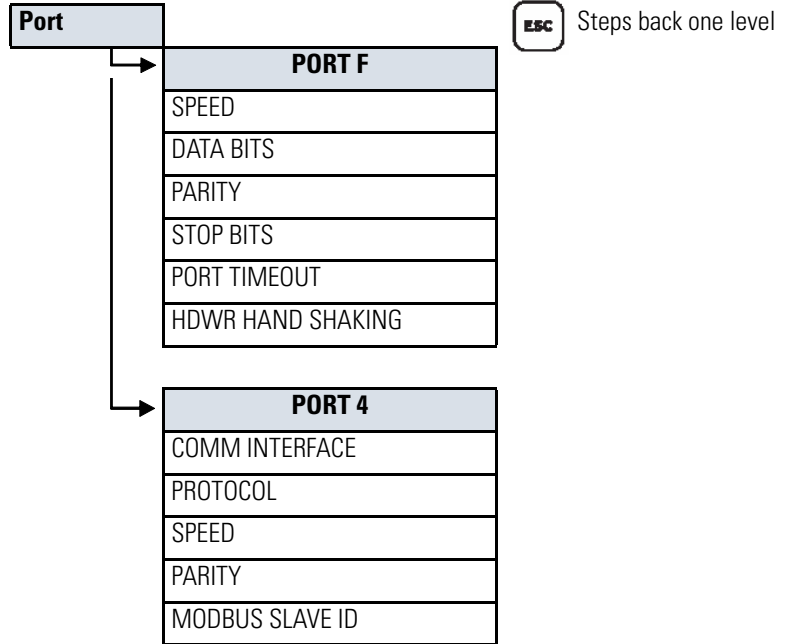 Port
ESC Steps back one level
PORT F
SPEED
DATA BITS
PARITY
STOP BITS
PORT TIMEOUT
HDWR HAND SHAKING
PORT 4
COMM INTERFACE
PROTOCOL
SPEED
PARITY
MODBUS SLAVE ID